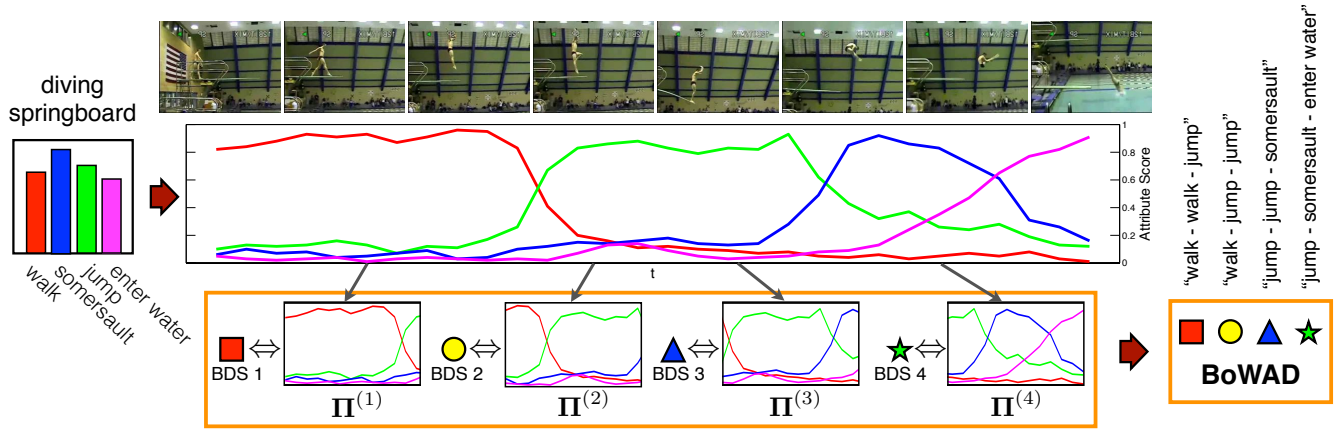 diving
springboard
walk
somersault
jump
enter water
1
0.8
0.6
0.4
0.2
0
Attribute Score
t
BDS 1
⇔
Π(1)
BDS 2
⇔
Π(2)
BDS 3
⇔
Π(3)
BDS 4
⇔
Π(4)
“walk - walk - jump”
“walk - jump - jump”
“jump - jump - somersault”
“jump - somersault - enter water”
BoWAD